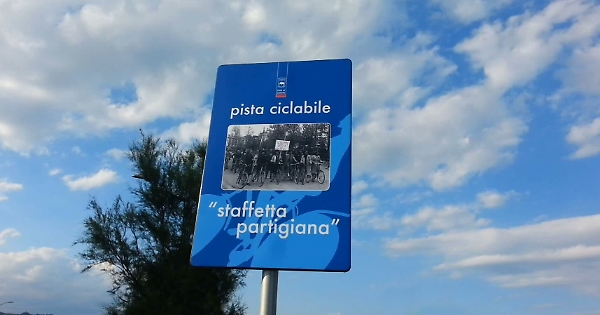 pista ciclabile
"staffetta
partigiana"